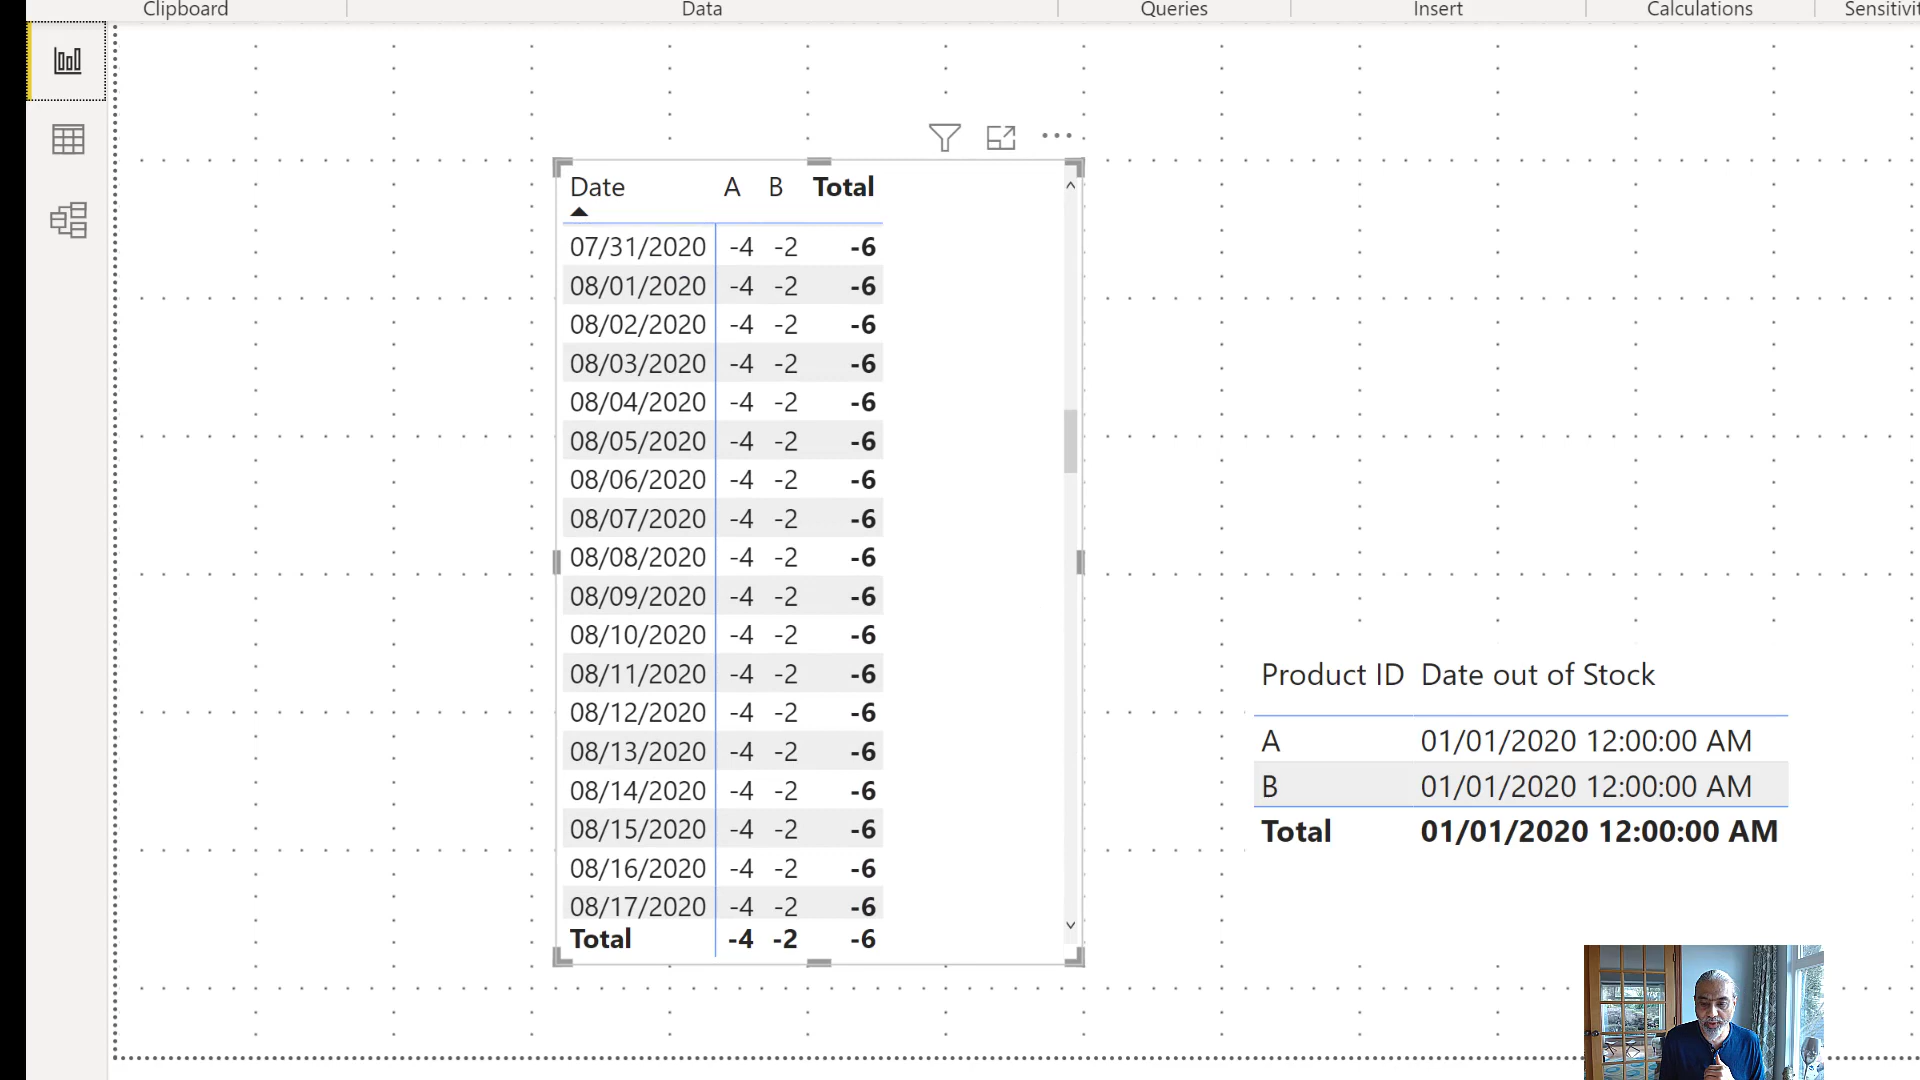 Clipboard Data Queries Insert Calculations Sensitivit
Date A B Total
07/31/2020 -4 -2 -6
08/01/2020 -4 -2 -6
08/02/2020 -4 -2 -6
08/03/2020 -4 -2 -6
08/04/2020 -4 -2 -6
08/05/2020 -4 -2 -6
08/06/2020 -4 -2 -6
08/07/2020 -4 -2 -6
08/08/2020 -4 -2 -6
08/09/2020 -4 -2 -6
08/10/2020 -4 -2 -6
08/11/2020 -4 -2 -6
08/12/2020 -4 -2 -6
08/13/2020 -4 -2 -6
08/14/2020 -4 -2 -6
08/15/2020 -4 -2 -6
08/16/2020 -4 -2 -6
08/17/2020 -4 -2 -6
Total -4 -2 -6
Product ID Date out of Stock
A 01/01/2020 12:00:00 AM
B 01/01/2020 12:00:00 AM
Total 01/01/2020 12:00:00 AM